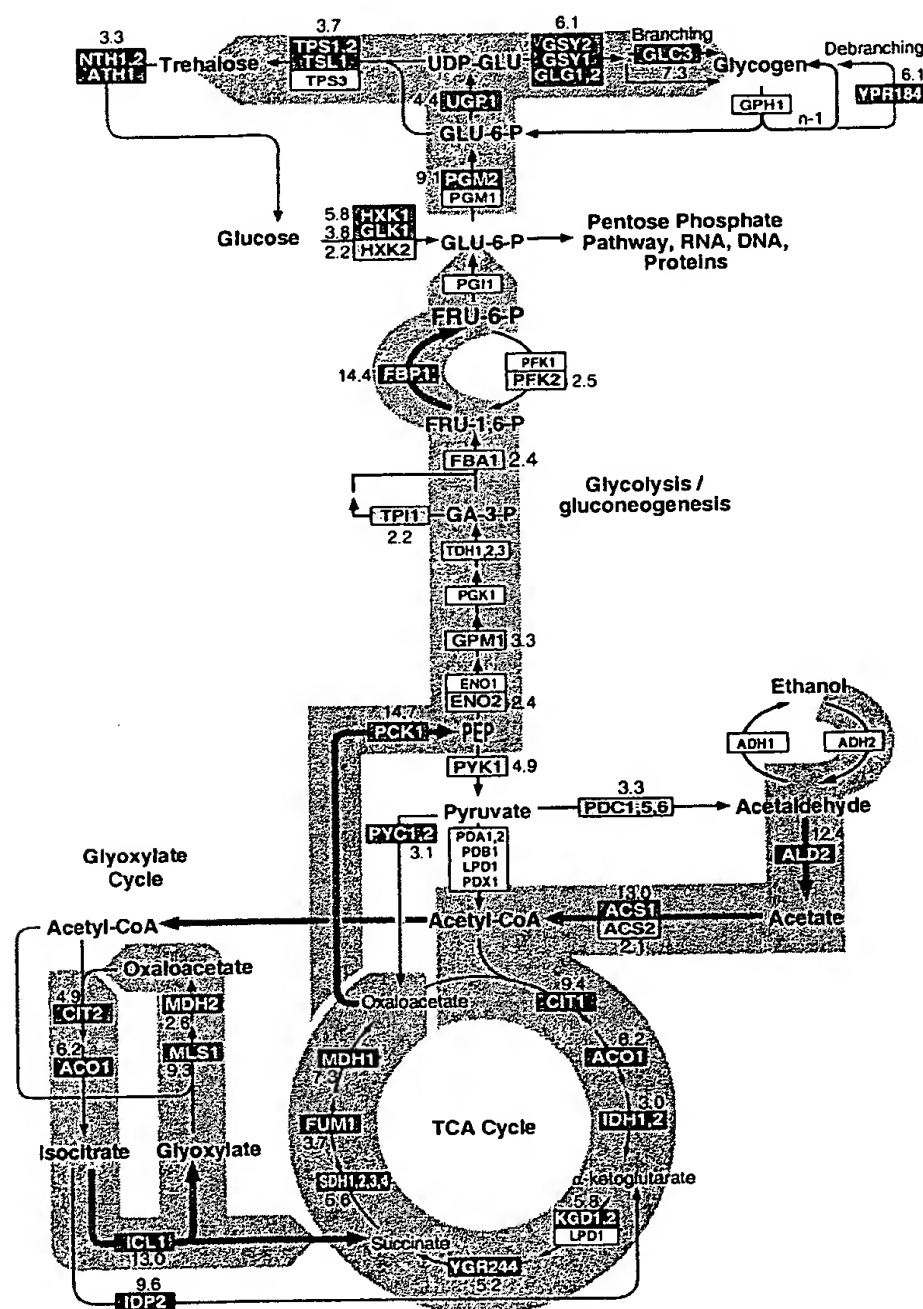 3.7
6.1
3.3
TPS1,2
GSY2
Branching
NTH1,2
Trehalose
TSL1
UDP-GLU
GSY1
GLC3
Glycogen
Debranching
ATH1
TPS3
GLG1,2
7.3
6.1
4.4 UGP1
GPH1
n-1
YPR184
GLU-6-P
9.1 PGM2
PGM1
5.8 HXK1
Pentose Phosphate
Glucose
3.8 GLK1
GLU-6-P
Pathway, RNA, DNA,
2.2 HXK2
Proteins
PGI1
FRU-6-P
14.4 FBP1
PFK1
PFK2 2.5
FRU-1,6-P
FBA1 2.4
Glycolysis /
gluconeogenesis
TPI1
GA-3-P
2.2
TDH1,2,3
PGK1
GPM1 3.3
ENO1
ENO2 2.4
Ethanol
14.7
PCK1
PEP
ADH1
ADH2
PYK1 4.9
3.3
Pyruvate
PDC1,5,6
Acetaldehyde
PYC1,2
3.1
PDA1,2
PDB1
LPD1
PDX1
12.4
ALD2
Glyoxylate
Cycle
13.0
Acetyl-CoA
Acetyl-CoA
ACS1
Acetate
ACS2
2.1
Oxaloacetate
Oxaloacetate
4.9
CIT2
MDH2
2.6
9.4
CIT1
6.2
ACO1
MLS1
9.3
MDH1
7.3
6.2
ACO1
FUM1
3.7
TCA Cycle
3.0
IDH1,2
Isocitrate
Glyoxylate
SDH1,2,3,4
5.6
α-ketoglutarate
5.8
KGD1,2
LPD1
ICL1
13.0
Succinate
YGR244
5.2
9.6
IDP2